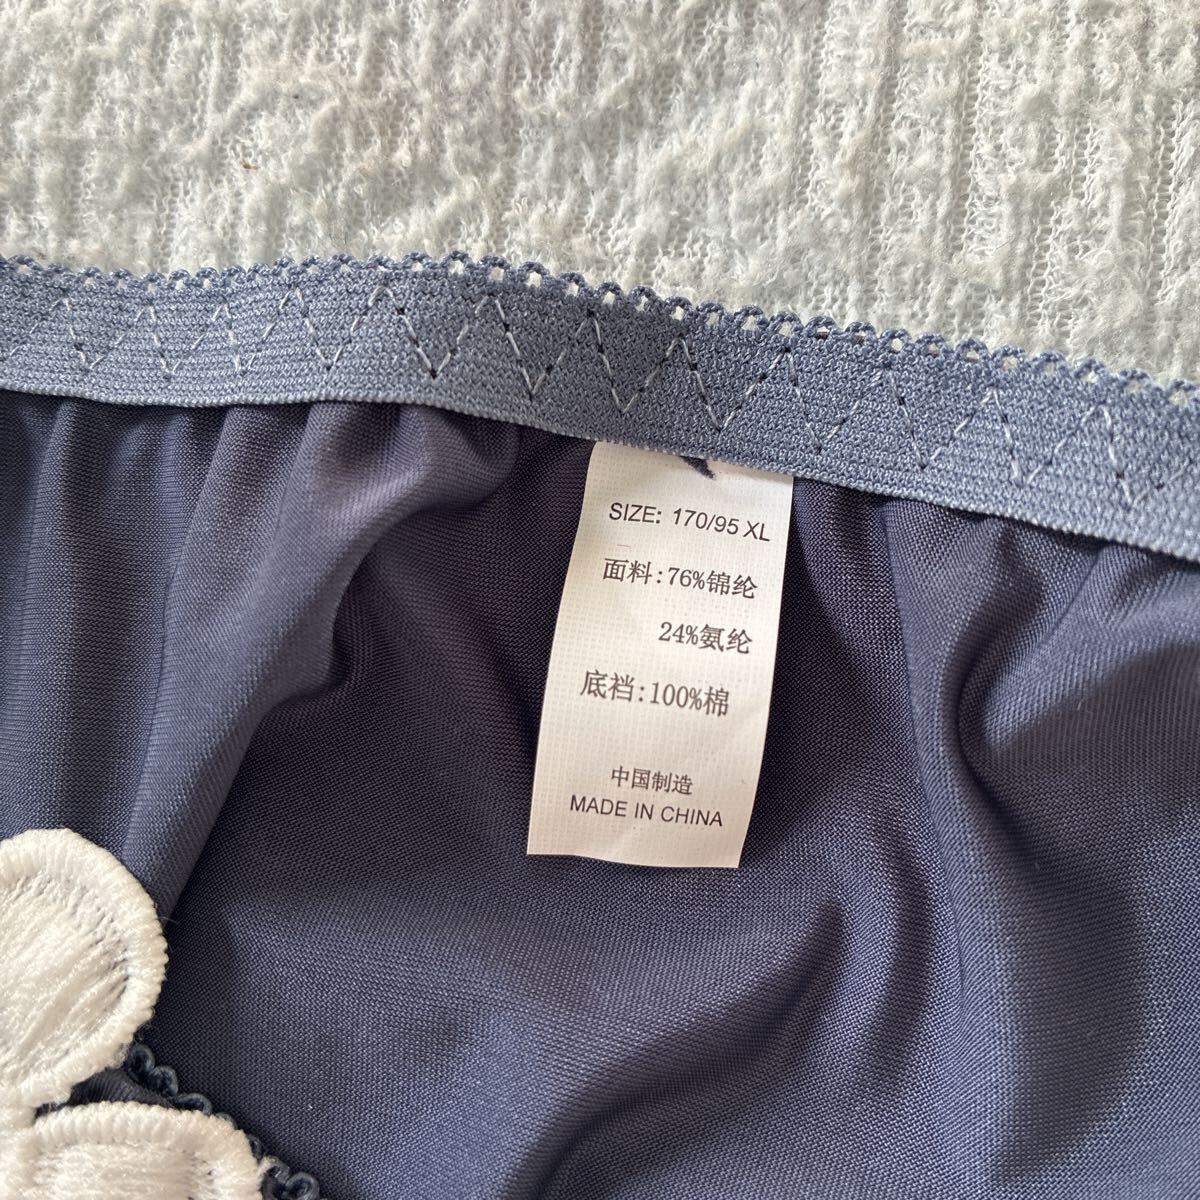 SIZE: 170/95 XL
面料:76%锦纶
24%氨纶
底裆:100%棉
中国制造
MADE IN CHINA